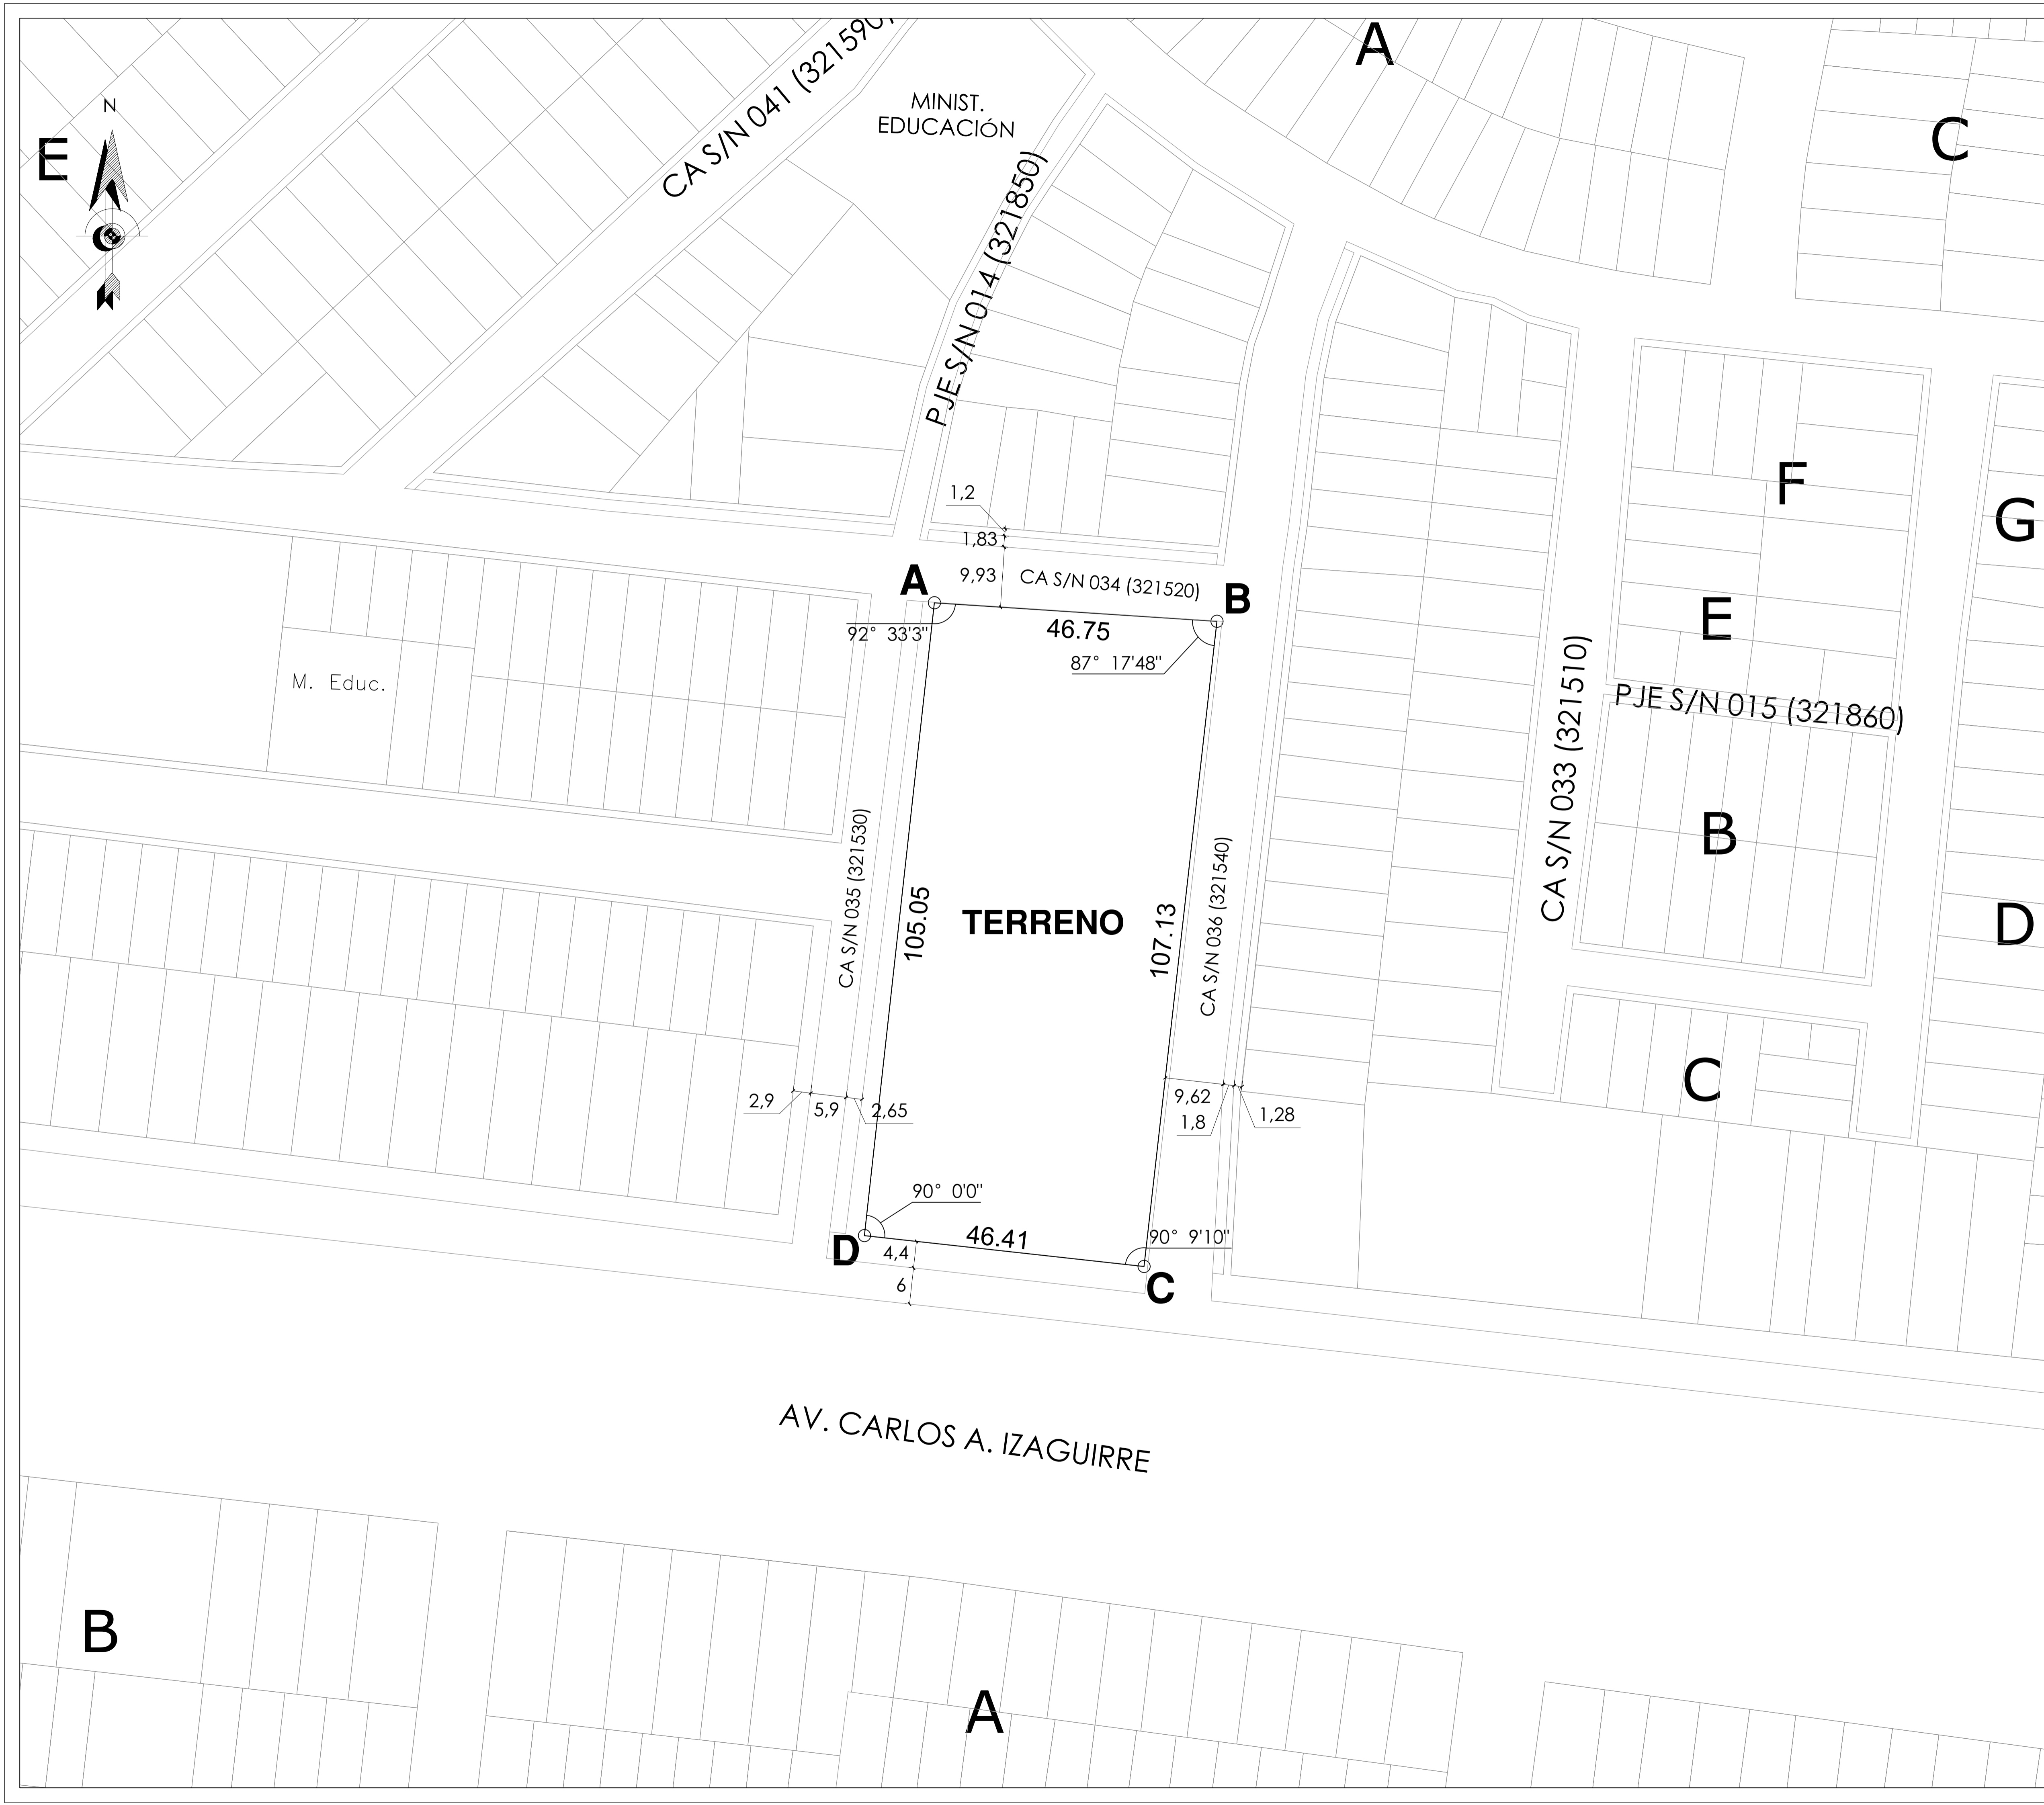 A
CA S/N 041 (321590)
MINIST.
EDUCACIÓN
N
E
C
PJE S/N 014 (321850)
F
G
1,2
1,83
9,93
CA S/N 034 (321520)
A
B
92° 33'3"
46.75
87° 17'48"
M. Educ.
E
PJE S/N 015 (321860)
CA S/N 033 (321510)
B
CA S/N 035 (321530)
105.05
TERRENO
107.13
CA S/N 036 (321540)
D
C
2,9
5,9
2,65
9,62
1,8
1,28
90° 0'0"
46.41
90° 9'10"
D
4,4
6
C
AV. CARLOS A. IZAGUIRRE
B
A